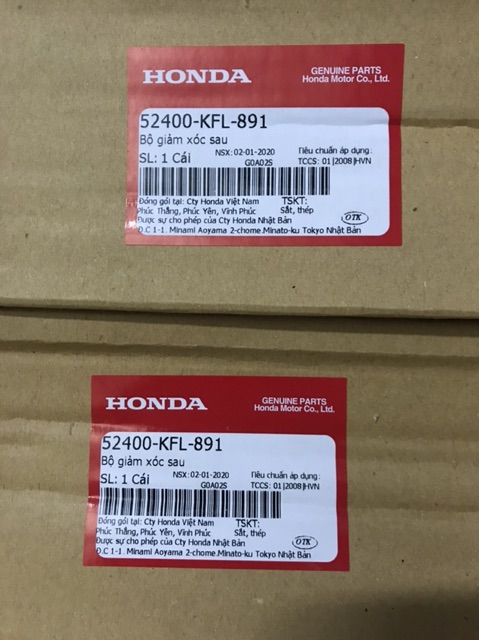 HONDA
GENUINE PARTS
Honda Motor Co., Ltd.
52400-KFL-891
Bộ giảm xóc sau
NSX:02-01-2020 Tiêu chuẩn áp dụng:
SL: 1 Cái G0A02S TCCS: 01|2008|HVN
Đóng gói tại: Cty Honda Việt Nam TSKT:
Phúc Thắng, Phúc Yên, Vĩnh Phúc Sắt, thép
Được sự cho phép của Cty Honda Nhật Bản OTK
Đ.C 1-1. Minami Aoyama 2-chome.Minato-ku Tokyo Nhật Bản
HONDA
GENUINE PARTS
Honda Motor Co., Ltd.
52400-KFL-891
Bộ giảm xóc sau
NSX:02-01-2020 Tiêu chuẩn áp dụng:
SL: 1 Cái G0A02S TCCS: 01|2008|HVN
Đóng gói tại: Cty Honda Việt Nam TSKT:
Phúc Thắng, Phúc Yên, Vĩnh Phúc Sắt, thép
Được sự cho phép của Cty Honda Nhật Bản OTK
Đ.C 1-1. Minami Aoyama 2-chome.Minato-ku Tokyo Nhật Bản